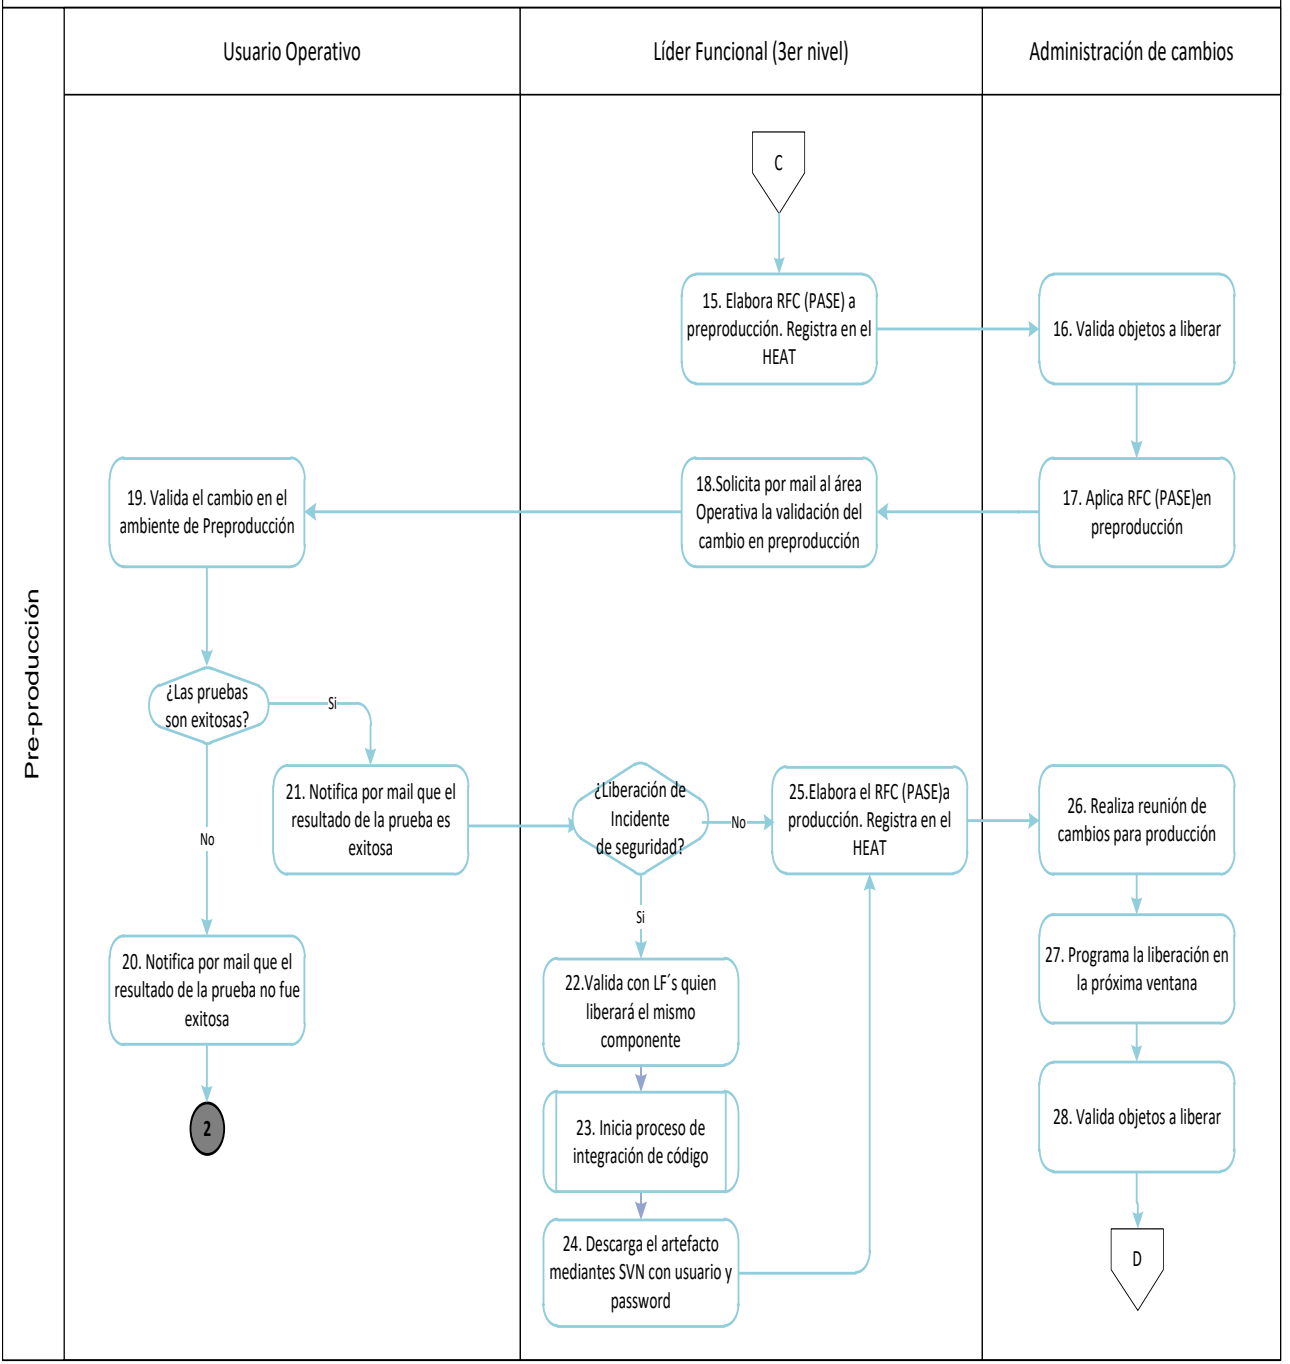 Usuario Operativo
Líder Funcional (3er nivel)
Administración de cambios
Pre-producción
C
15. Elabora RFC (PASE) a
preproducción. Registra en el
HEAT
16. Valida objetos a liberar
17. Aplica RFC (PASE)en
preproducción
18.Solicita por mail al área
Operativa la validación del
cambio en preproducción
19. Valida el cambio en el
ambiente de Preproducción
¿Las pruebas
son exitosas?
Si
No
21. Notifica por mail que el
resultado de la prueba es
exitosa
20. Notifica por mail que el
resultado de la prueba no fue
exitosa
2
¿Liberación de
Incidente
de seguridad?
No
Si
22.Valida con LF´s quien
liberará el mismo
componente
23. Inicia proceso de
integración de código
24. Descarga el artefacto
mediantes SVN con usuario y
password
25.Elabora el RFC (PASE)a
producción. Registra en el
HEAT
26. Realiza reunión de
cambios para producción
27. Programa la liberación en
la próxima ventana
28. Valida objetos a liberar
D